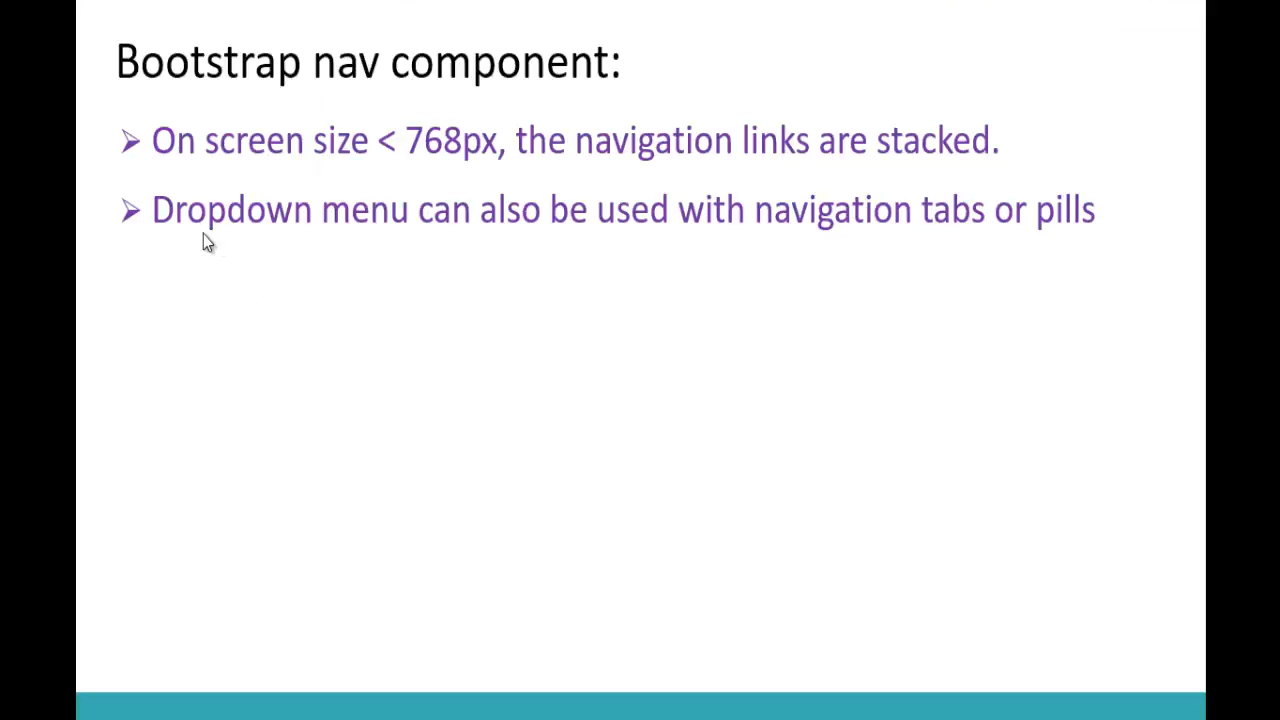 Bootstrap nav component:
On screen size < 768px, the navigation links are stacked.
Dropdown menu can also be used with navigation tabs or pills